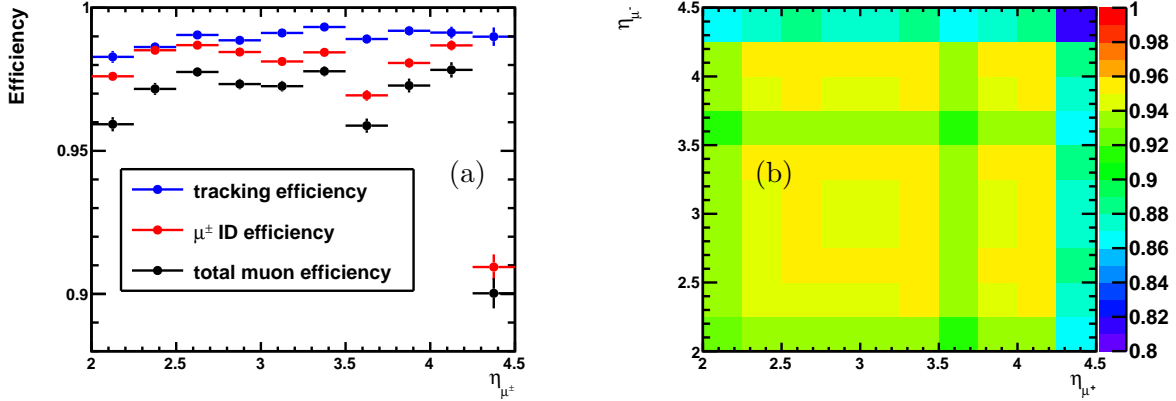 Efficiency
1
0.95
0.9
2 2.5 3 3.5 4 4.5
η_μ±
(a)
tracking efficiency
μ± ID efficiency
total muon efficiency
η_μ⁻
4.5
4
3.5
3
2.5
2
2 2.5 3 3.5 4 4.5
η_μ⁺
(b)
1
0.98
0.96
0.94
0.92
0.9
0.88
0.86
0.84
0.82
0.8